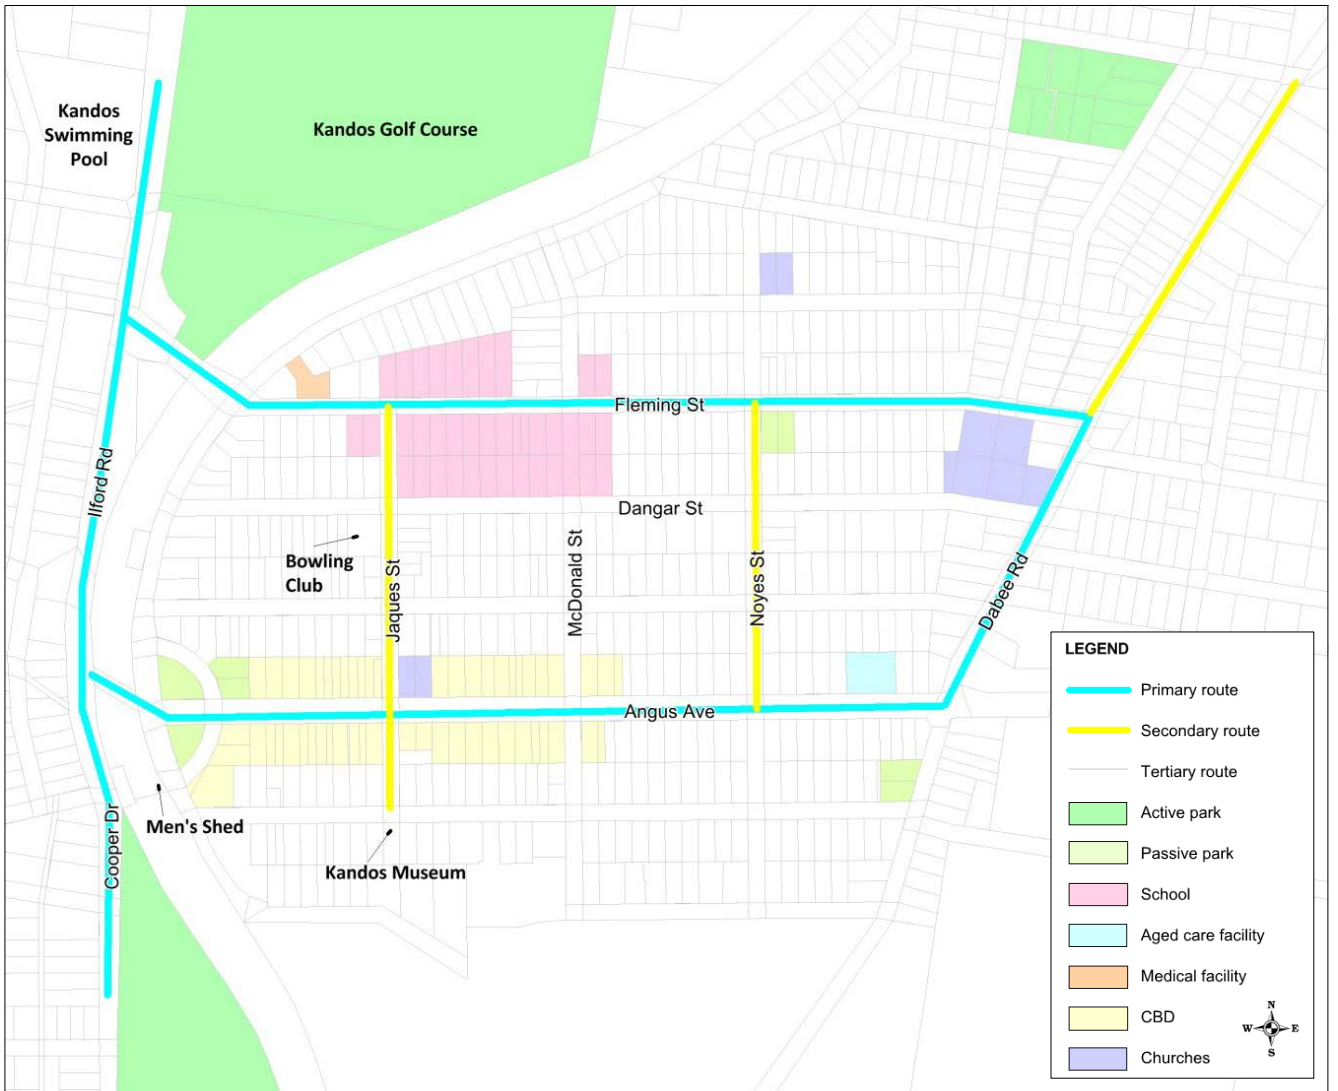 Kandos
Swimming
Pool
Kandos Golf Course
Fleming St
Ilford Rd
Dangar St
Bowling
Club
Jaques St
McDonald St
Noyes St
Dabee Rd
Angus Ave
Men's Shed
Cooper Dr
Kandos Museum
LEGEND
Primary route
Secondary route
Tertiary route
Active park
Passive park
School
Aged care facility
Medical facility
CBD
Churches
N
W E
S